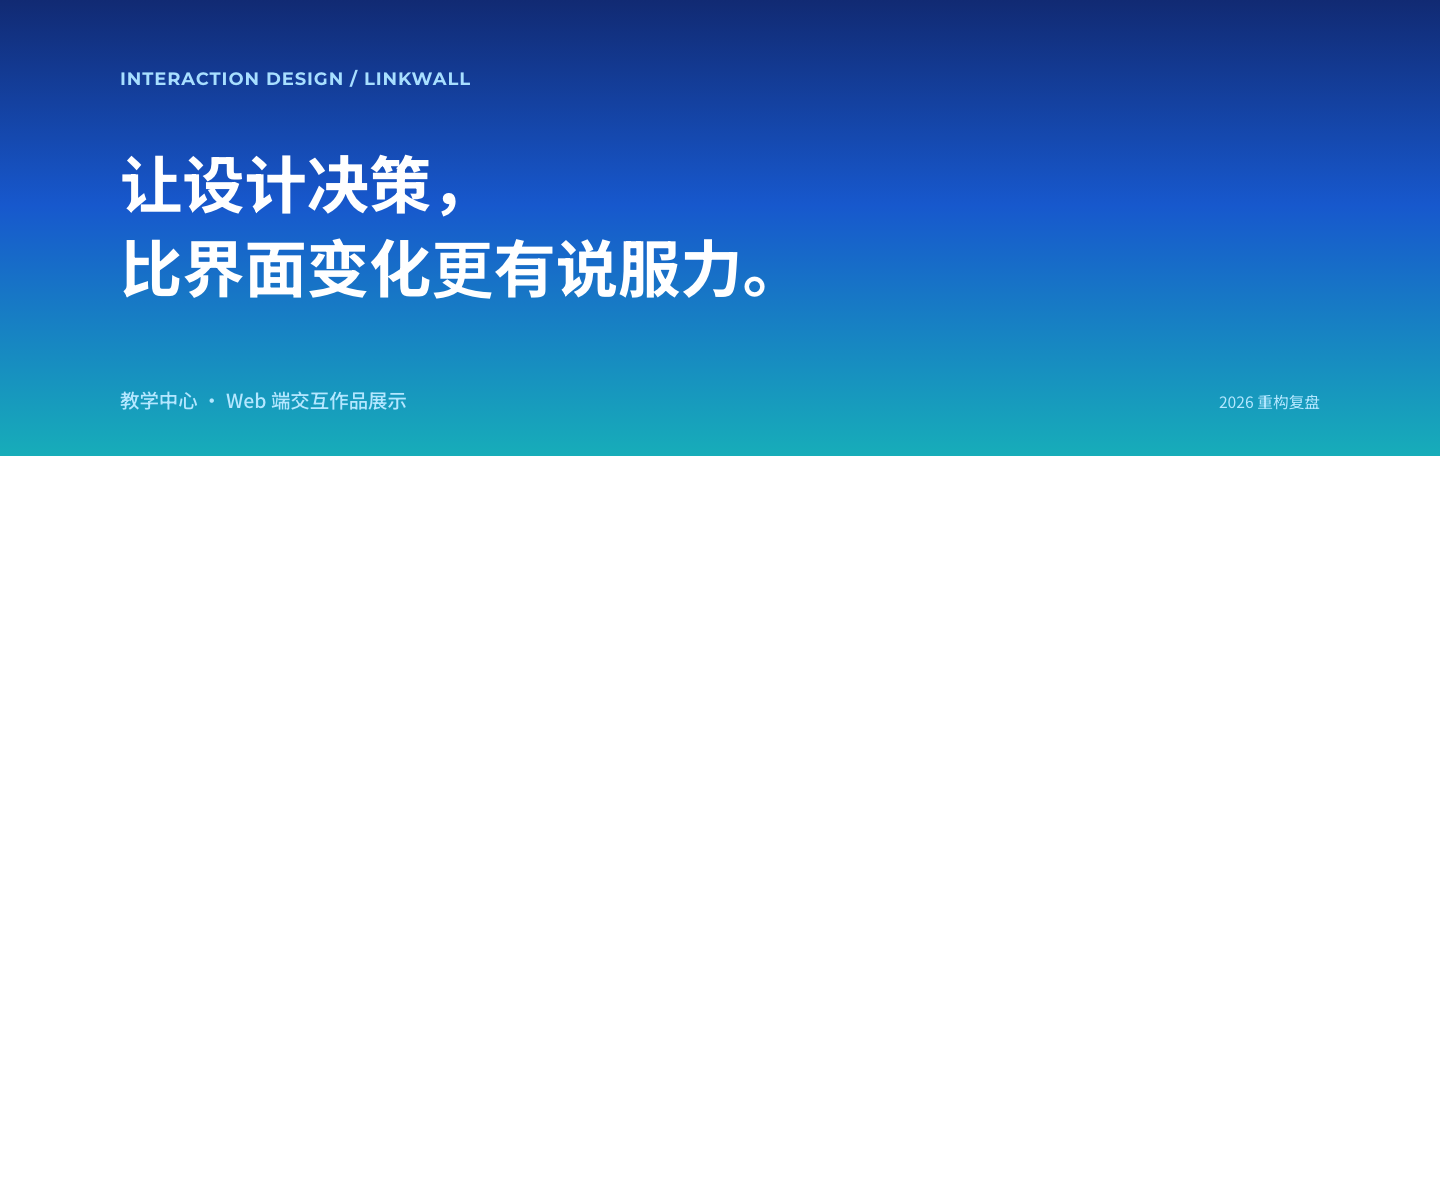 INTERACTION DESIGN / LINKWALL
让设计决策，
比界面变化更有说服力。
教学中心 · Web 端交互作品展示
2026 重构复盘